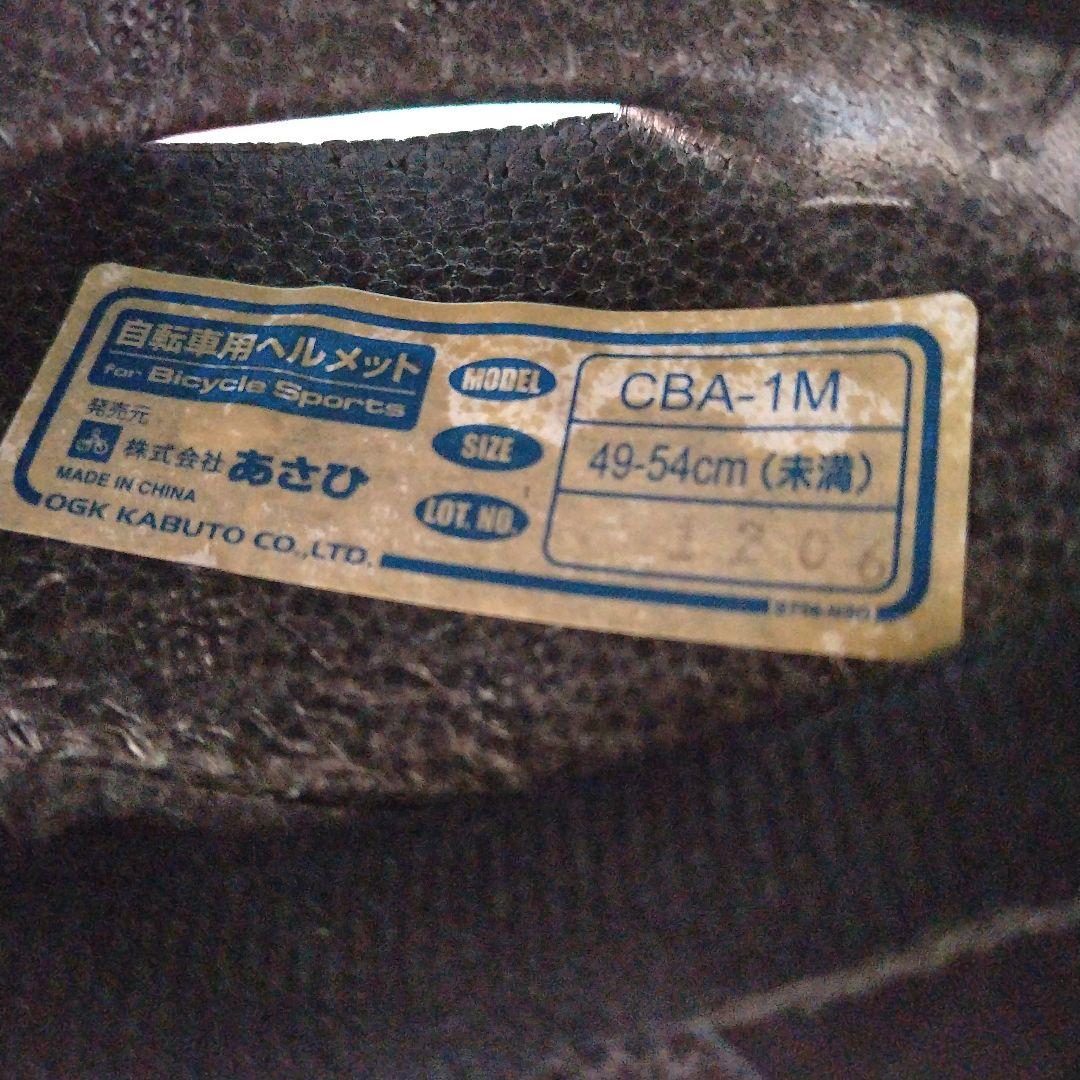 自転車用ヘルメット
for Bicycle Sports
発売元
株式会社 あさひ
MADE IN CHINA
OGK KABUTO CO.,LTD.
MODEL CBA-1M
SIZE 49-54cm (未満)
LOT. NO. 1206